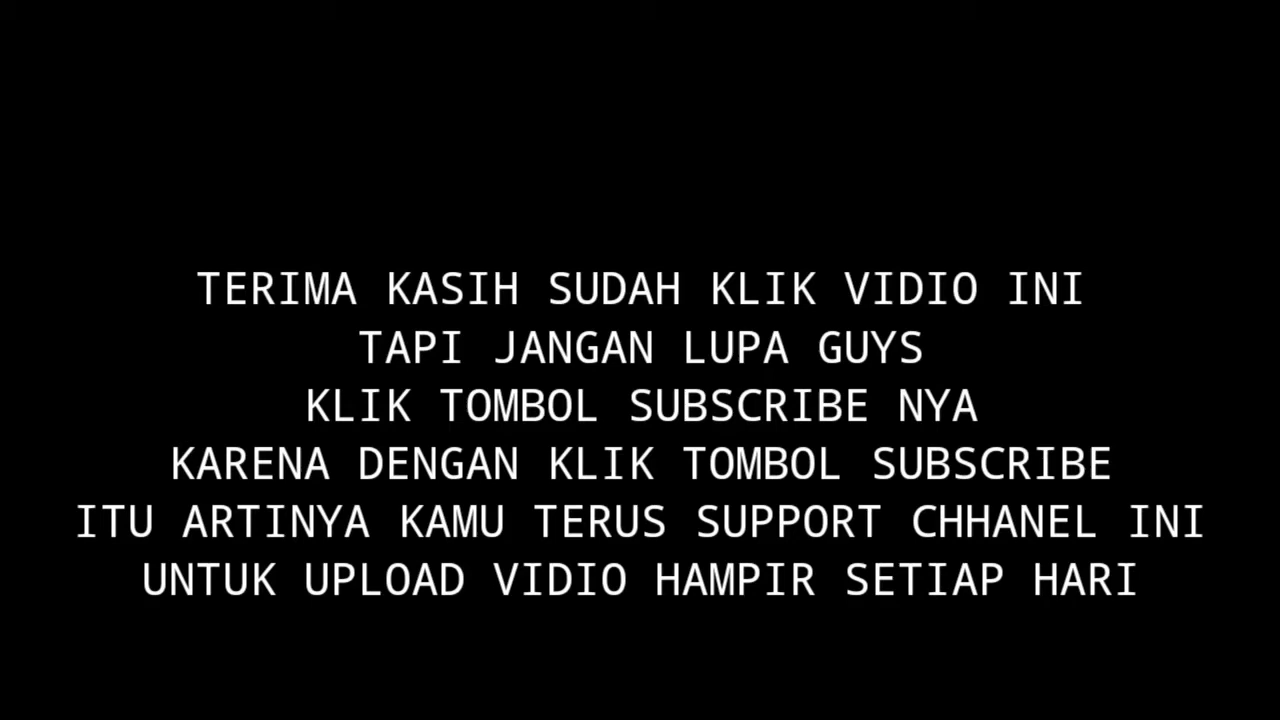 TERIMA KASIH SUDAH KLIK VIDIO INI
TAPI JANGAN LUPA GUYS
KLIK TOMBOL SUBSCRIBE NYA
KARENA DENGAN KLIK TOMBOL SUBSCRIBE
ITU ARTINYA KAMU TERUS SUPPORT CHHANEL INI
UNTUK UPLOAD VIDIO HAMPIR SETIAP HARI